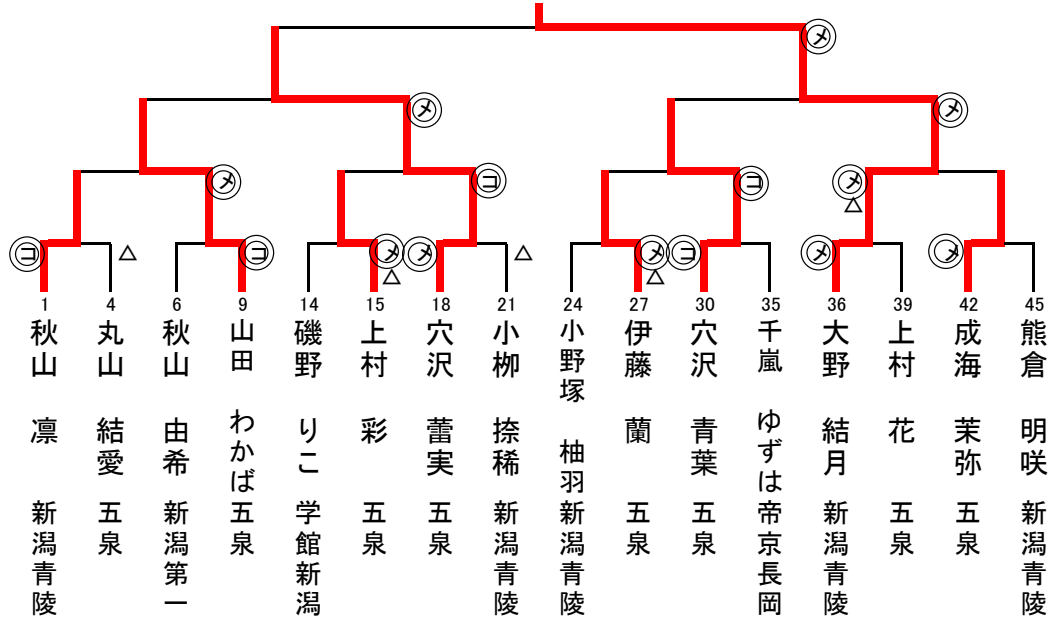 メ
メ
メ
メ
コ
コ
メ
△
コ
△
コ
メ
△
メ
△
メ
△
コ
メ
メ
1
秋山 凛 新潟青陵
4
丸山 結愛 五泉
6
秋山 由希 新潟第一
9
山田 わかば 五泉
14
磯野 りこ 学館新潟
15
上村 彩 五泉
18
穴沢 蕾実 五泉
21
小栁 捺稀 新潟青陵
24
小野塚 柚羽 新潟青陵
27
伊藤 蘭 五泉
30
穴沢 青葉 五泉
35
千嵐 ゆずは 帝京長岡
36
大野 結月 新潟青陵
39
上村 花 五泉
42
成海 茉弥 五泉
45
熊倉 明咲 新潟青陵